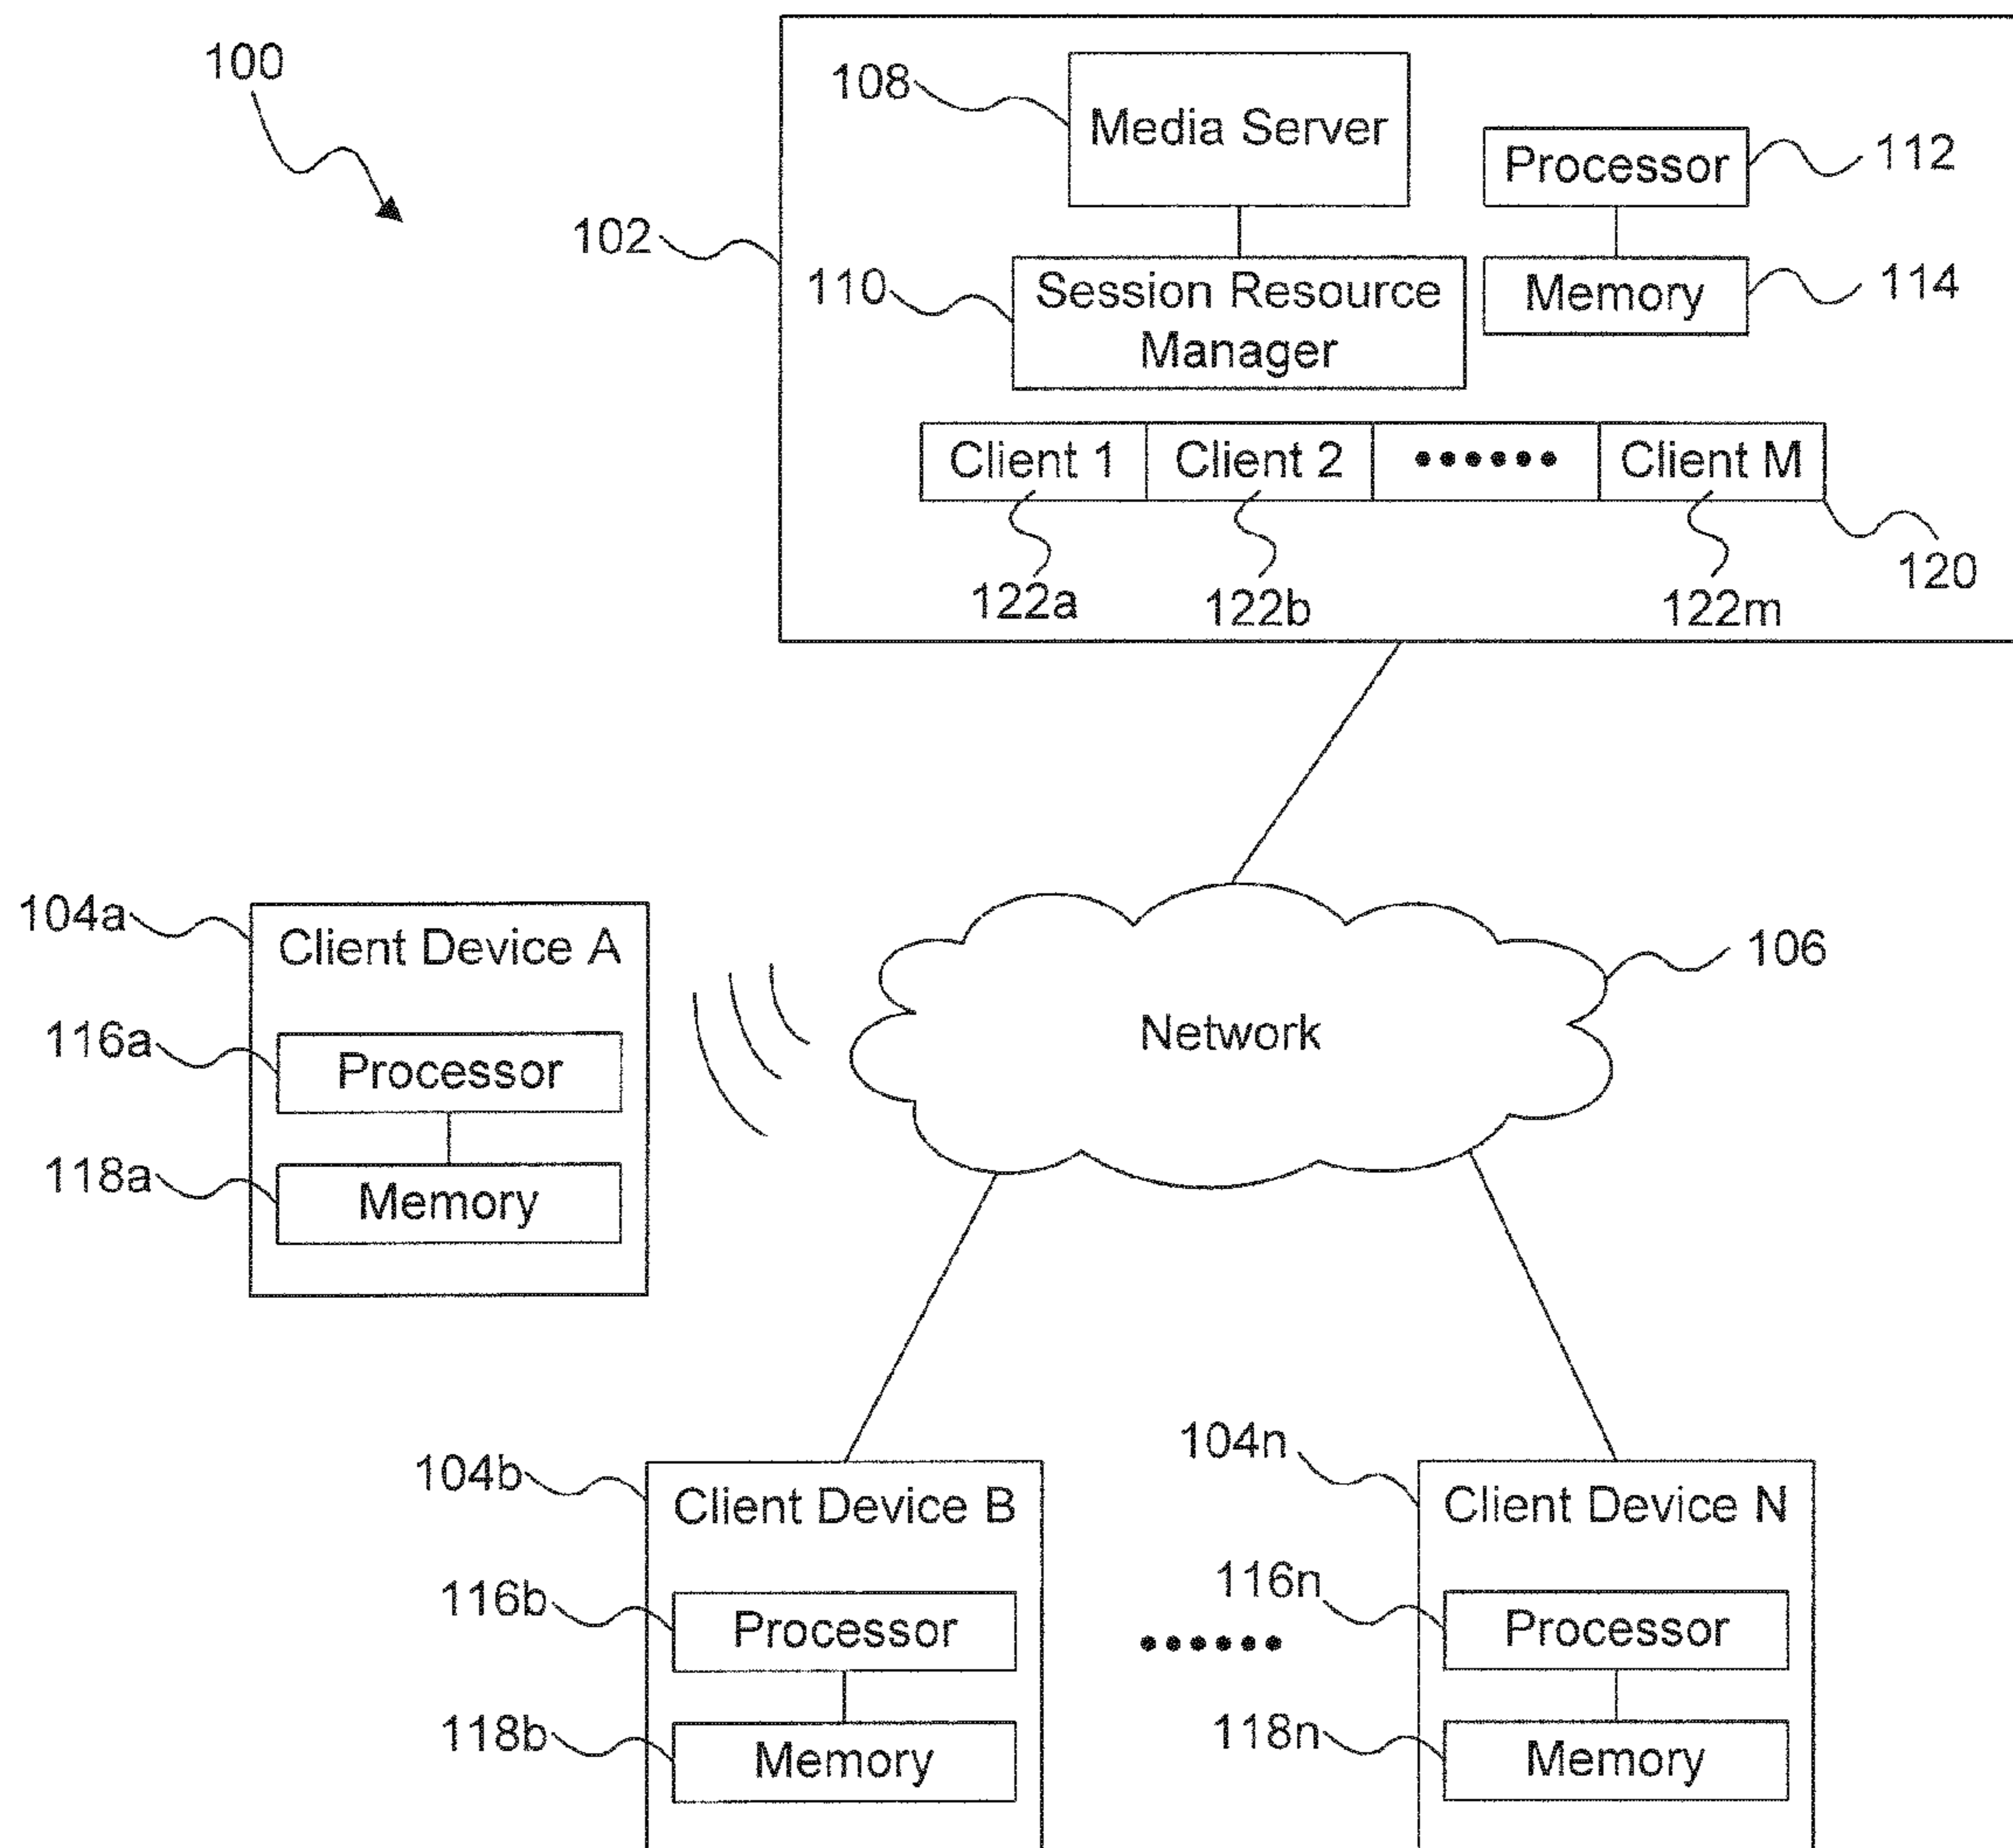 100
108
Media Server
Processor
112
102
110
Session Resource
Manager
Memory
114
Client 1
Client 2
••••••
Client M
122a
122b
122m
120
104a
Client Device A
106
Network
116a
Processor
118a
Memory
104b
Client Device B
104n
Client Device N
116b
Processor
••••••
116n
Processor
118b
Memory
118n
Memory